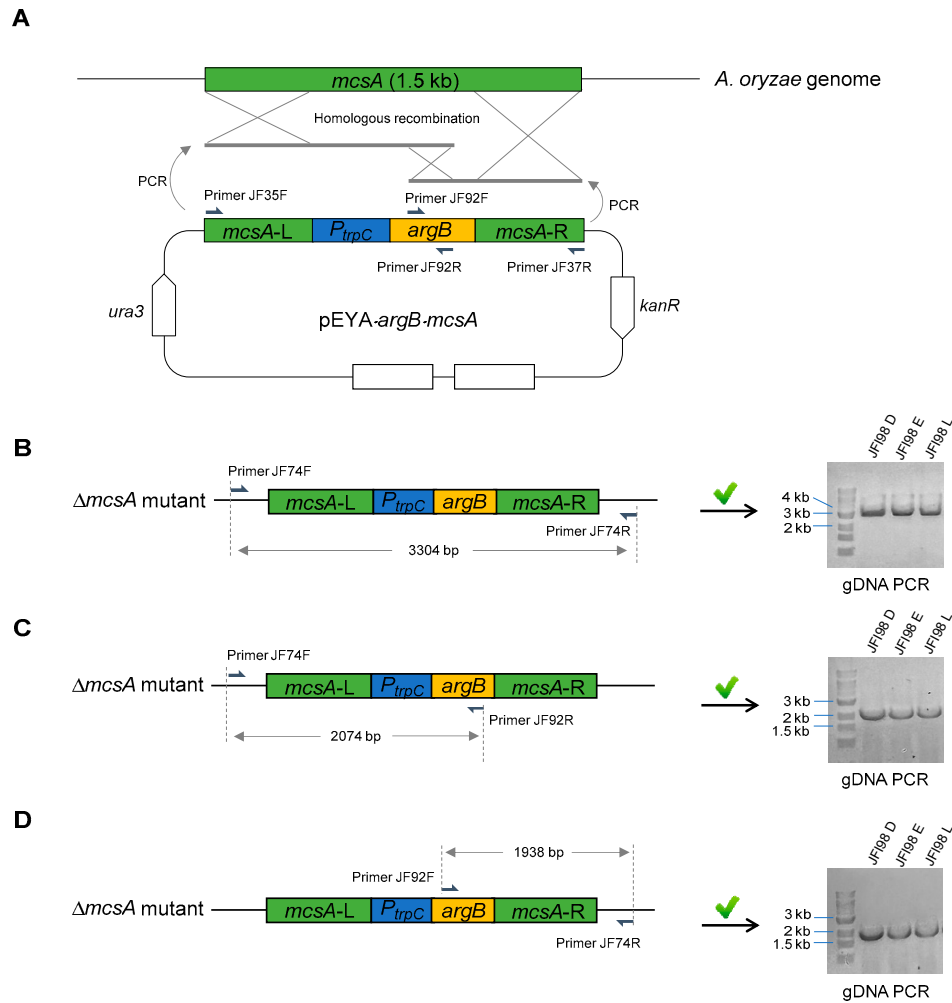 A
mcsA (1.5 kb)
A. oryzae genome
Homologous recombination
PCR
PCR
Primer JF35F
Primer JF92F
mcsA-L
PtrpC
argB
mcsA-R
Primer JF92R
Primer JF37R
ura3
kanR
pEYA-argB-mcsA
B
JFI98 D
JFI98 E
JFI98 L
Primer JF74F
ΔmcsA mutant
mcsA-L
PtrpC
argB
mcsA-R
Primer JF74R
3304 bp
4 kb
3 kb
2 kb
gDNA PCR
C
JFI98 D
JFI98 E
JFI98 L
Primer JF74F
ΔmcsA mutant
mcsA-L
PtrpC
argB
mcsA-R
Primer JF92R
2074 bp
3 kb
2 kb
1.5 kb
gDNA PCR
D
JFI98 D
JFI98 E
JFI98 L
1938 bp
Primer JF92F
ΔmcsA mutant
mcsA-L
PtrpC
argB
mcsA-R
Primer JF74R
3 kb
2 kb
1.5 kb
gDNA PCR